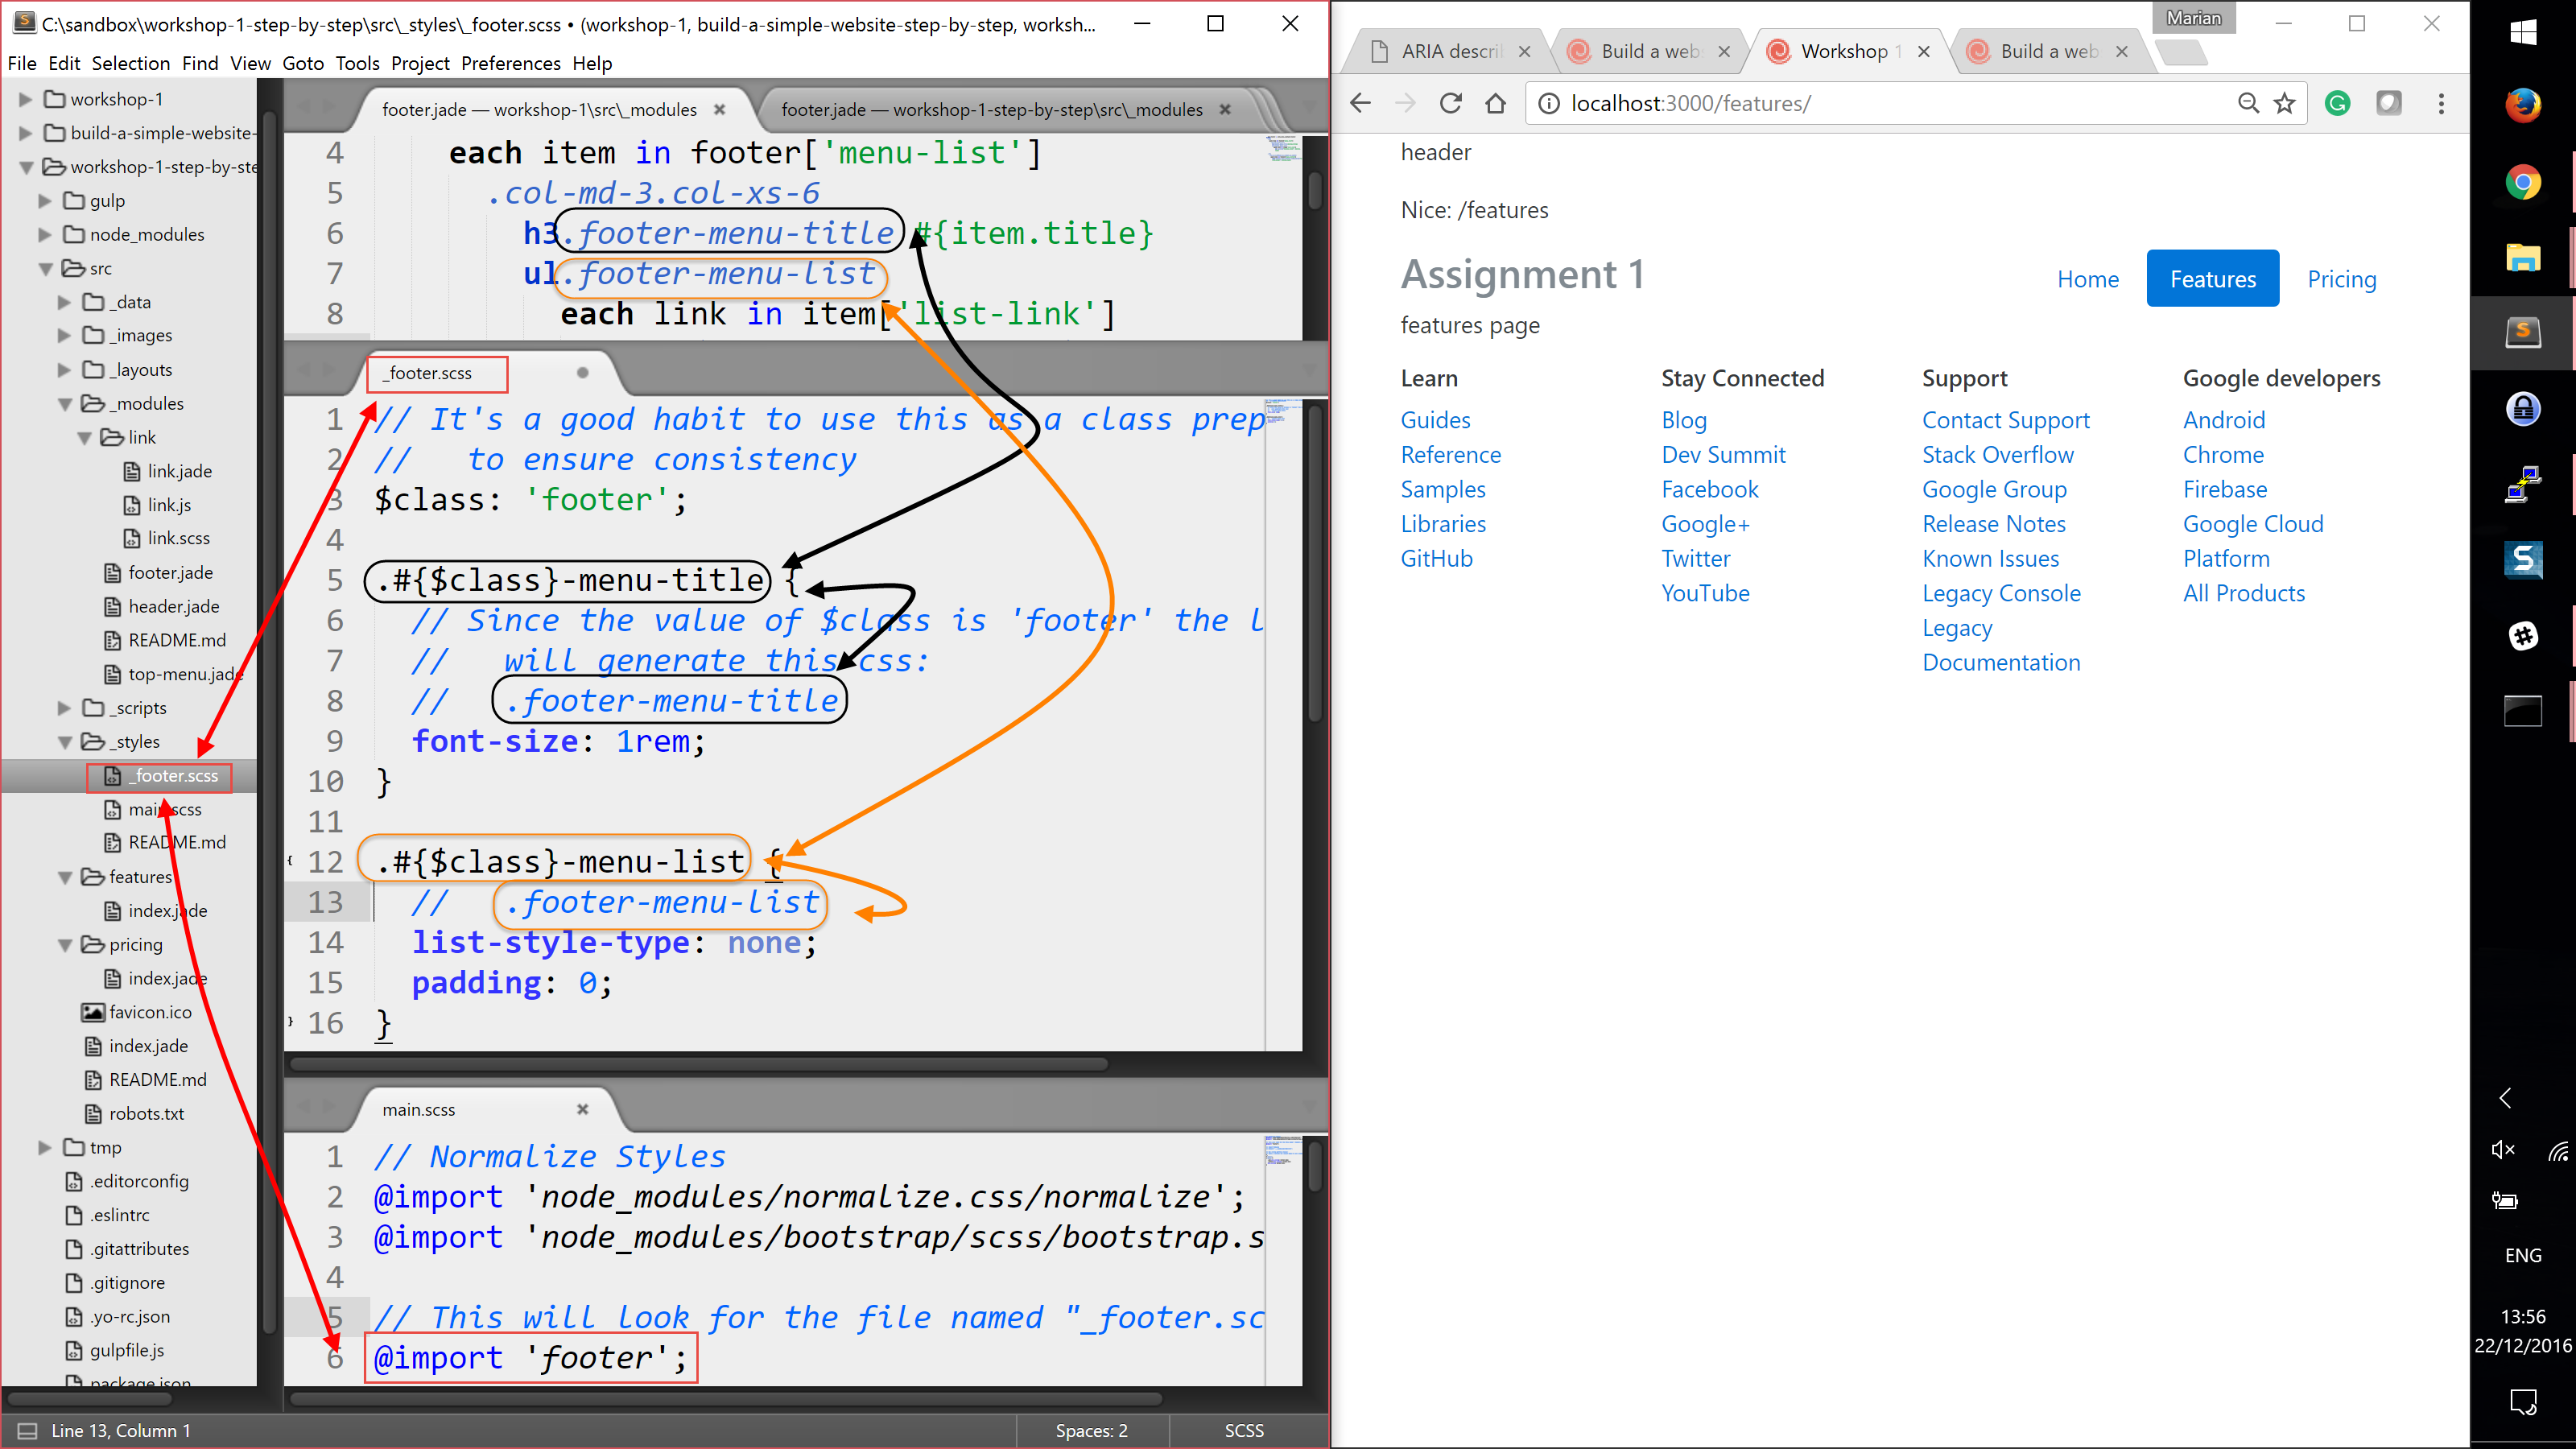 C:\sandbox\workshop-1-step-by-step\src\_styles\_footer.scss • (workshop-1, build-a-simple-website-step-by-step, worksh...
File Edit Selection Find View Goto Tools Project Preferences Help
workshop-1
build-a-simple-website-
workshop-1-step-by-ste
gulp
node_modules
src
_data
_images
_layouts
_modules
link
link.jade
link.js
link.scss
footer.jade
header.jade
README.md
top-menu.jade
_scripts
_styles
_footer.scss
main.scss
README.md
features
index.jade
pricing
index.jade
favicon.ico
index.jade
README.md
robots.txt
tmp
.editorconfig
.eslintrc
.gitattributes
.gitignore
.yo-rc.json
gulpfile.js
package.json
footer.jade — workshop-1\src\_modules
footer.jade — workshop-1-step-by-step\src\_modules
4 each item in footer['menu-list']
5 .col-md-3.col-xs-6
6 h3.footer-menu-title #{item.title}
7 ul.footer-menu-list
8 each link in item['list-link']
_footer.scss
1 // It's a good habit to use this as a class prep
2 // to ensure consistency
3 $class: 'footer';
4
5 .#{$class}-menu-title {
6 // Since the value of $class is 'footer' the l
7 // will generate this css:
8 // .footer-menu-title
9 font-size: 1rem;
10 }
11
12 .#{$class}-menu-list {
13 // .footer-menu-list
14 list-style-type: none;
15 padding: 0;
16 }
main.scss
1 // Normalize Styles
2 @import 'node_modules/normalize.css/normalize';
3 @import 'node_modules/bootstrap/scss/bootstrap.s
4
5 // This will look for the file named "_footer.sc
6 @import 'footer';
Line 13, Column 1
Spaces: 2
SCSS
Marian
ARIA descri
Build a web
Workshop 1
Build a web
localhost:3000/features/
header
Nice: /features
Assignment 1
Home Features Pricing
features page
Learn
Guides
Reference
Samples
Libraries
GitHub
Stay Connected
Blog
Dev Summit
Facebook
Google+
Twitter
YouTube
Support
Contact Support
Stack Overflow
Google Group
Release Notes
Known Issues
Legacy Console
Legacy
Documentation
Google developers
Android
Chrome
Firebase
Google Cloud
Platform
All Products
ENG
13:56
22/12/2016